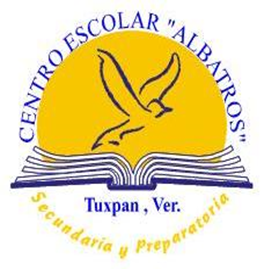 CENTRO ESCOLAR "ALBATROS"
Tuxpan , Ver.
Secundaria y Preparatoria